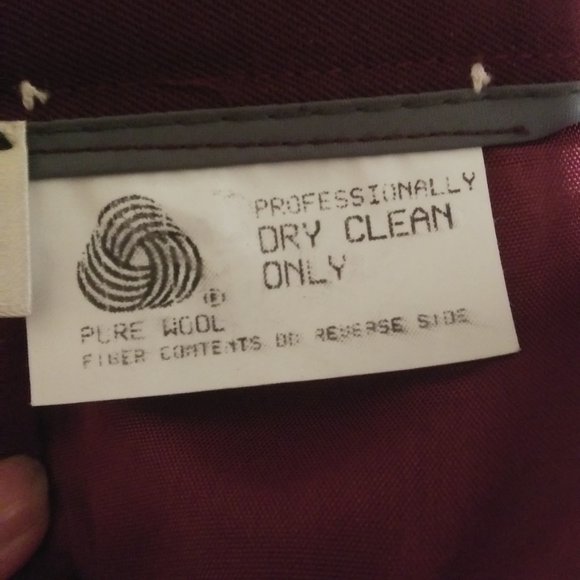 PROFESSIONALLY
DRY CLEAN
ONLY
®
PURE WOOL
FIBER CONTENTS ON REVERSE SIDE